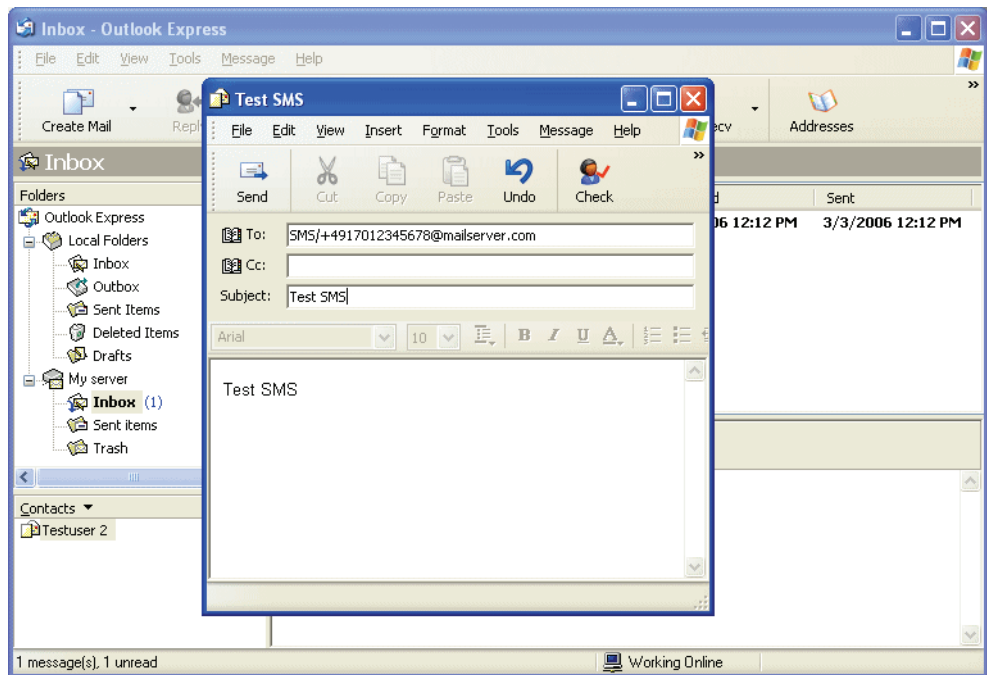 Inbox - Outlook Express
File Edit View Tools Message Help
Create Mail
Addresses
»
Inbox
Folders
Outlook Express
Local Folders
Inbox
Outbox
Sent Items
Deleted Items
Drafts
My server
Inbox (1)
Sent items
Trash
Contacts
Testuser 2
Sent
12:12 PM 3/3/2006 12:12 PM
Test SMS
File Edit View Insert Format Tools Message Help
Send Cut Copy Paste Undo Check
»
To: SMS/+4917012345678@mailserver.com
Cc:
Subject: Test SMS
Arial 10 B I U A
Test SMS
1 message(s), 1 unread Working Online